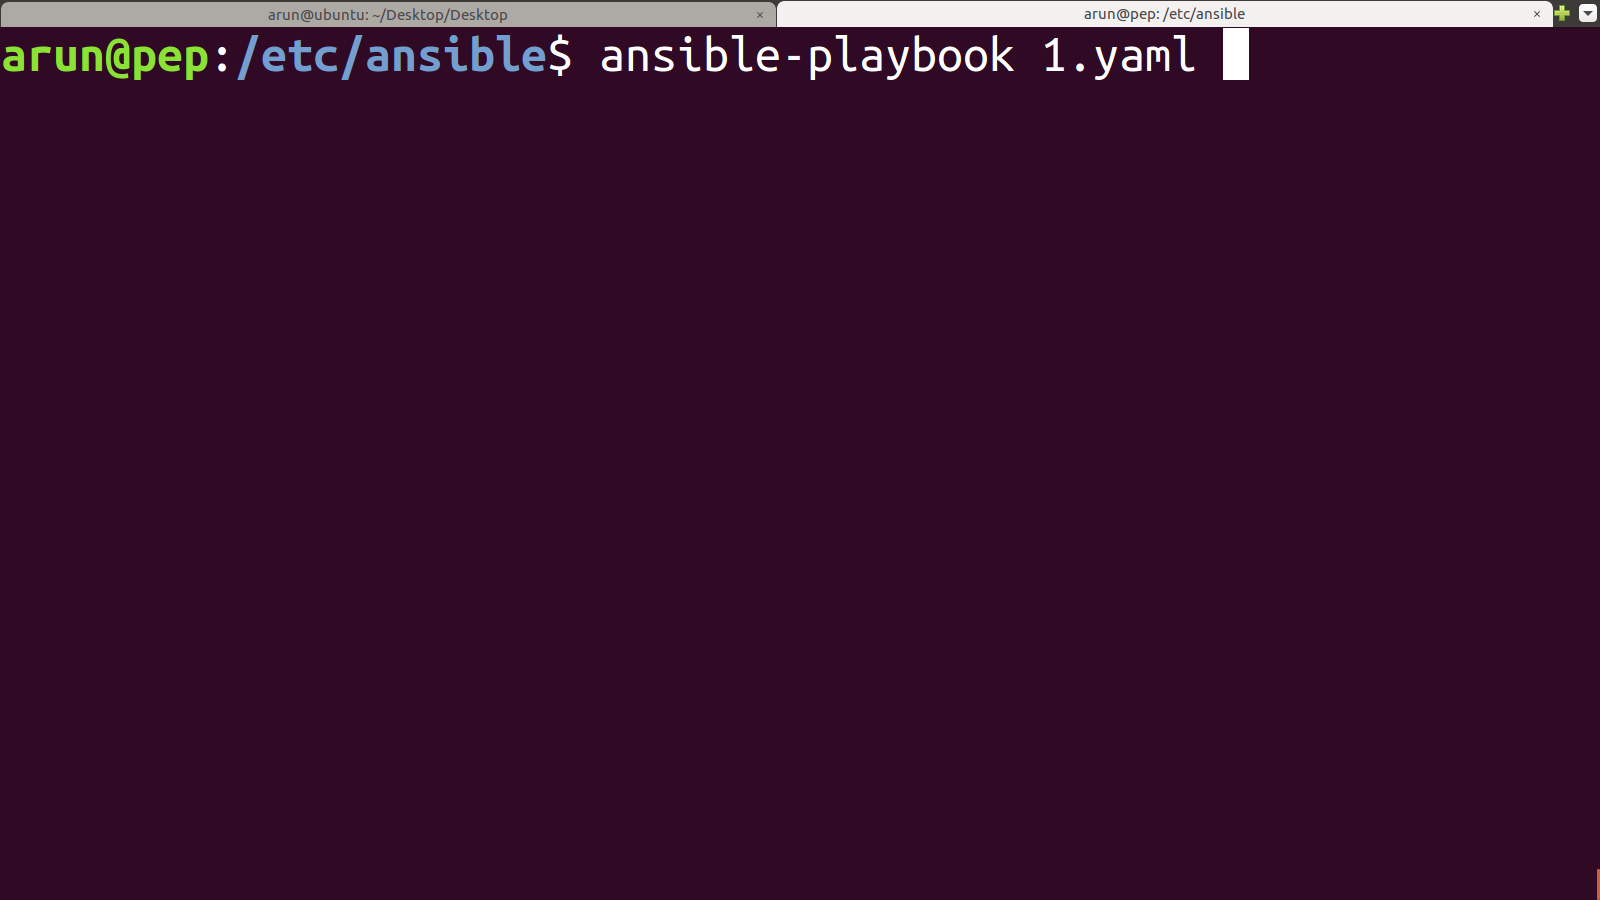 arun@ubuntu: ~/Desktop/Desktop × arun@pep: /etc/ansible ×
arun@pep:/etc/ansible$ ansible-playbook 1.yaml